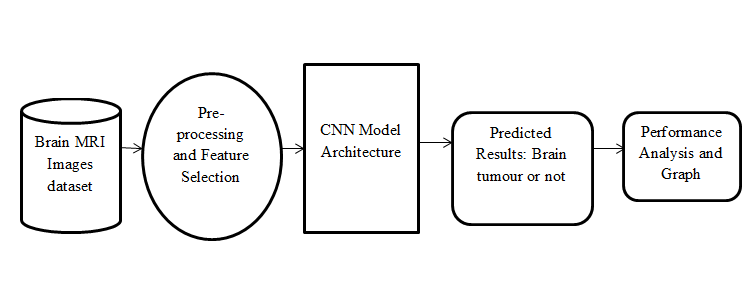 Brain MRI
Images
dataset
Pre-
processing
and Feature
Selection
CNN Model
Architecture
Predicted
Results: Brain
tumour or not
Performance
Analysis and
Graph